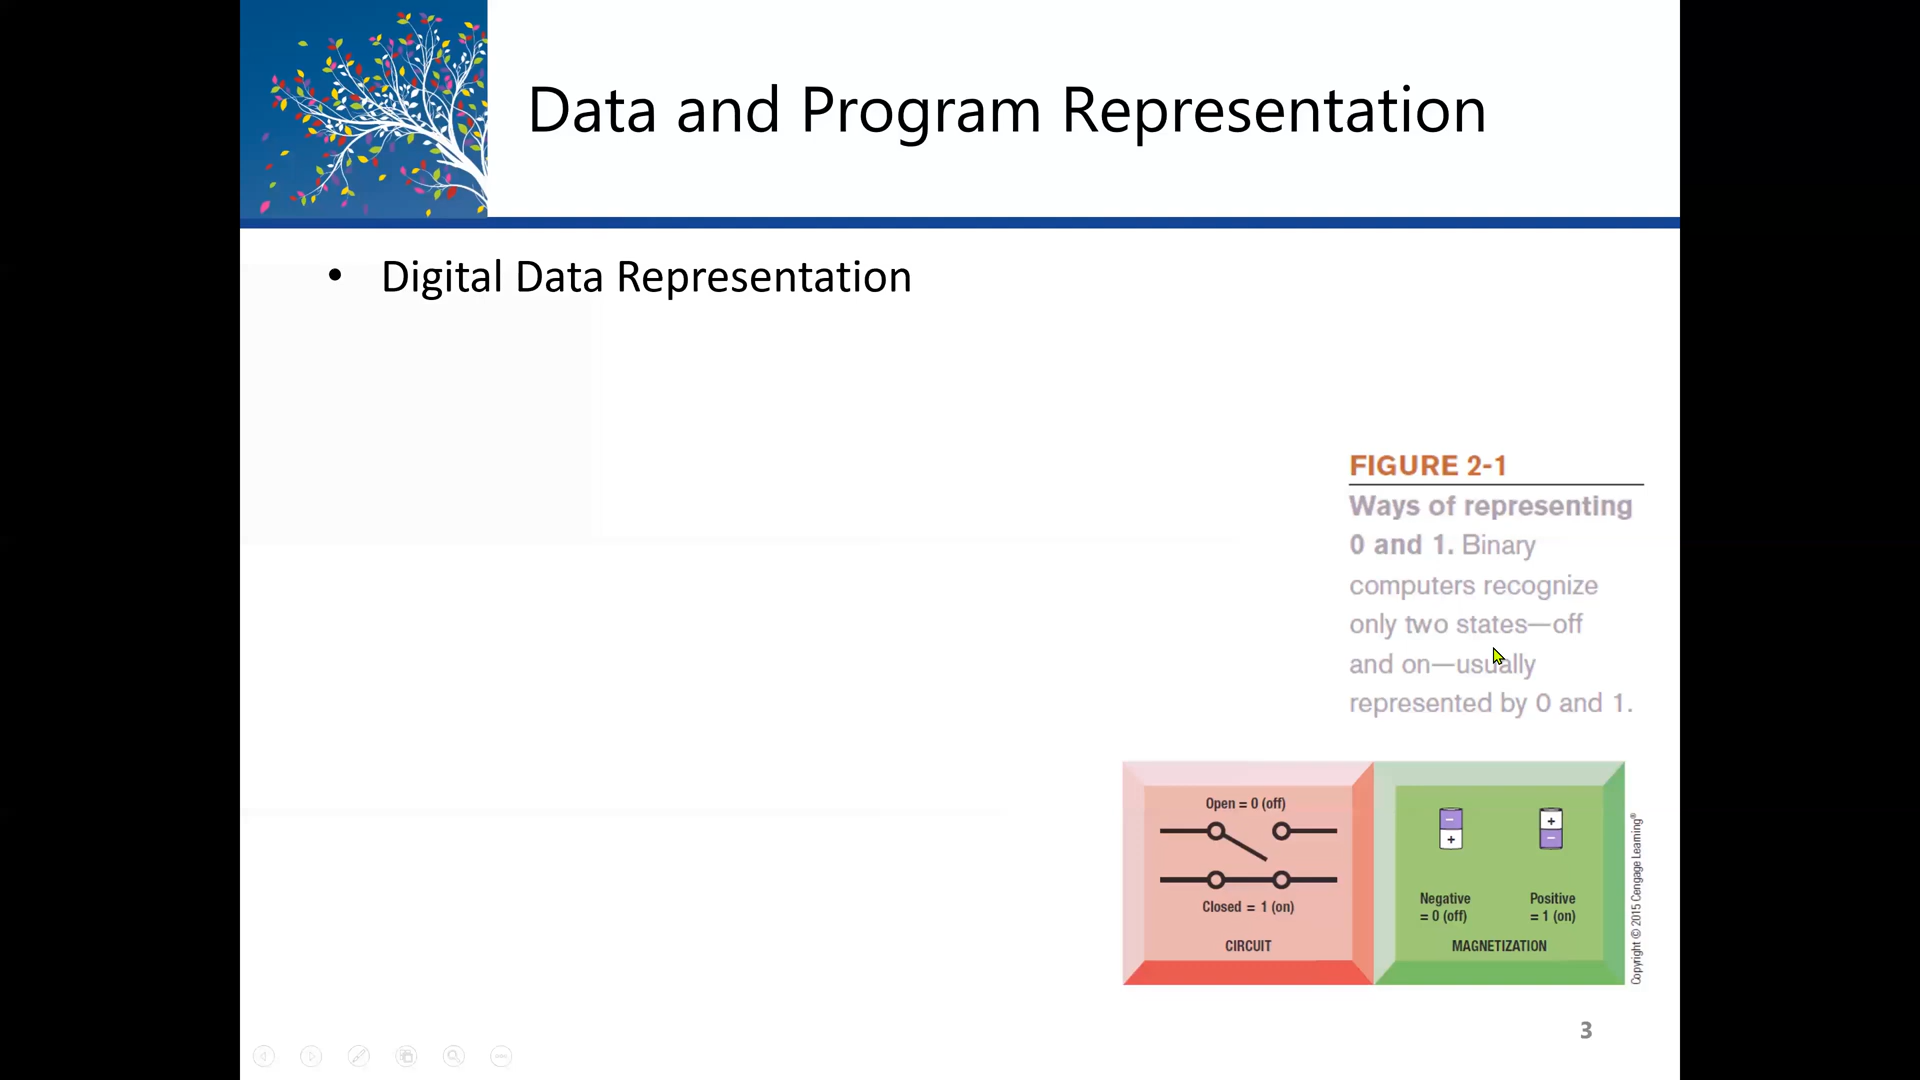 Data and Program Representation
• Digital Data Representation
FIGURE 2-1
Ways of representing
0 and 1. Binary
computers recognize
only two states—off
and on—usually
represented by 0 and 1.
Open = 0 (off)
Closed = 1 (on)
CIRCUIT
− +
+ −
Negative
= 0 (off)
Positive
= 1 (on)
MAGNETIZATION
Copyright © 2015 Cengage Learning®
3